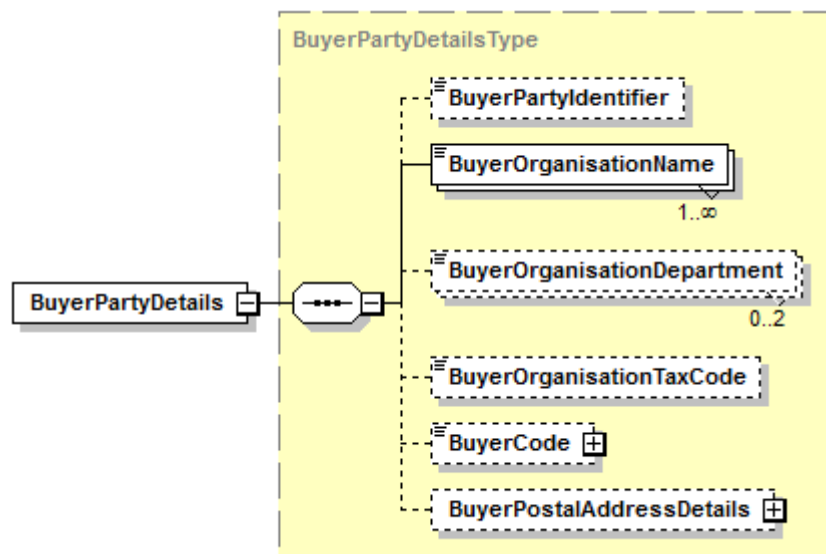 BuyerPartyDetailsType
BuyerPartyIdentifier
BuyerOrganisationName
1..∞
BuyerOrganisationDepartment
0..2
BuyerPartyDetails
BuyerOrganisationTaxCode
BuyerCode
BuyerPostalAddressDetails